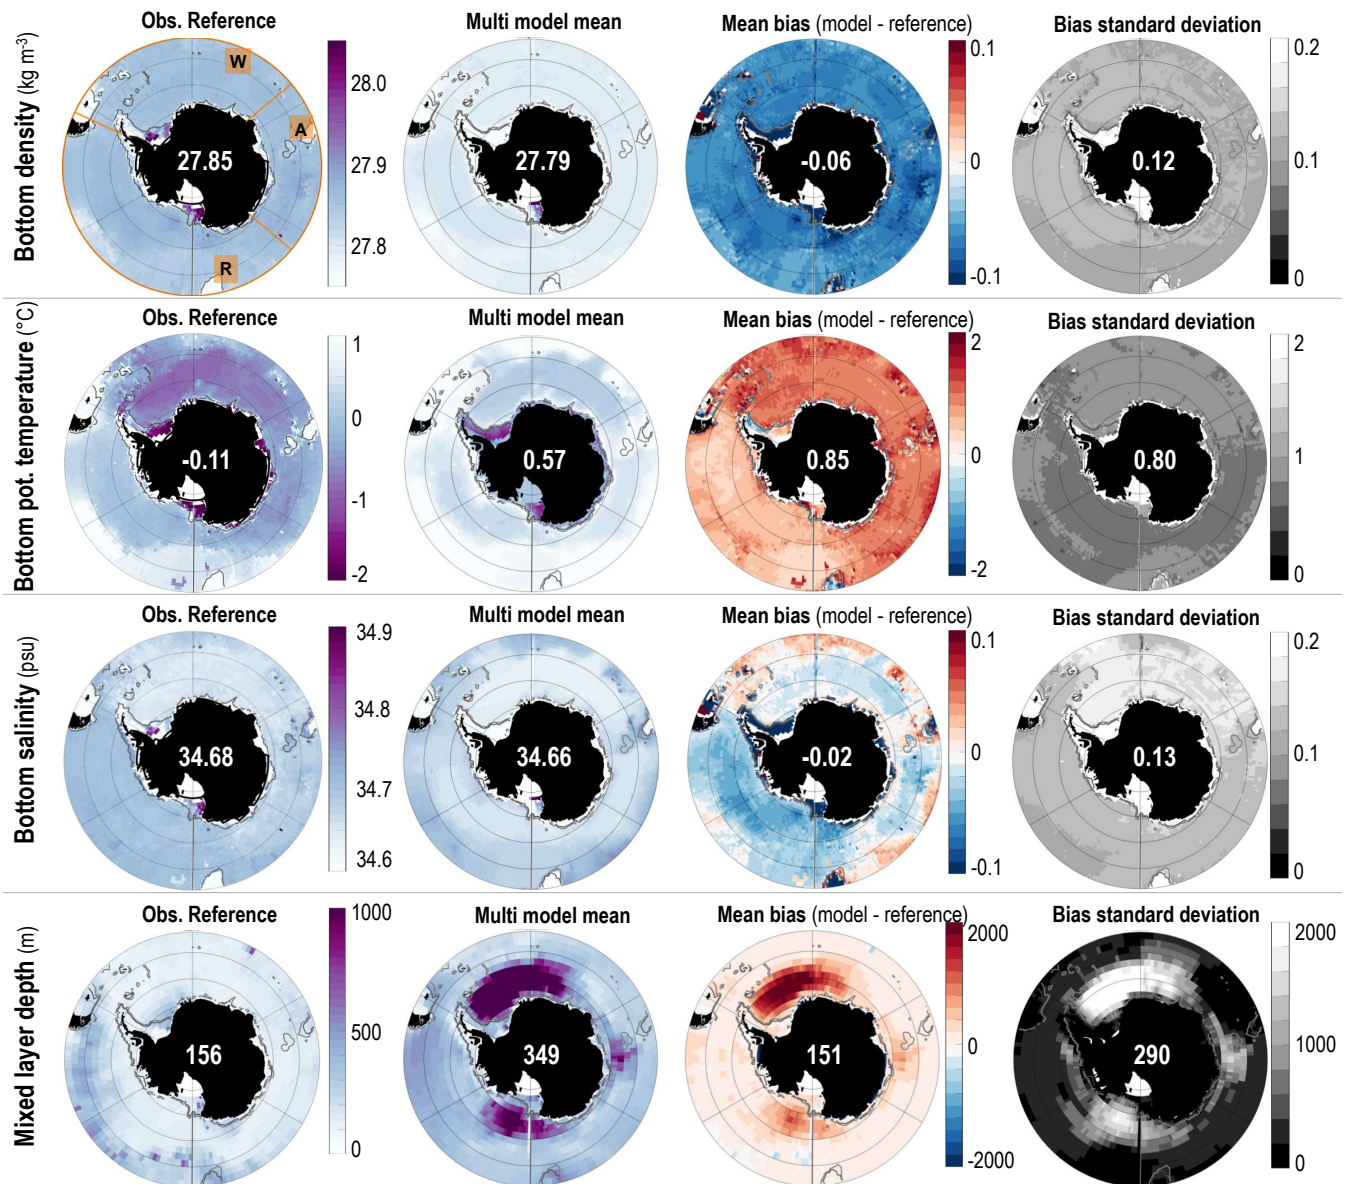 Obs. Reference
Multi model mean
Mean bias (model - reference)
Bias standard deviation
Bottom density (kg m-3)
W
A
R
27.85
28.0
27.9
27.8
27.79
-0.06
0.1
0
-0.1
0.12
0.2
0.1
0
Obs. Reference
Multi model mean
Mean bias (model - reference)
Bias standard deviation
Bottom pot. temperature (°C)
-0.11
1
0
-1
-2
0.57
0.85
2
0
-2
0.80
2
1
0
Obs. Reference
Multi model mean
Mean bias (model - reference)
Bias standard deviation
Bottom salinity (psu)
34.68
34.9
34.8
34.7
34.6
34.66
-0.02
0.1
0
-0.1
0.13
0.2
0.1
0
Obs. Reference
Multi model mean
Mean bias (model - reference)
Bias standard deviation
Mixed layer depth (m)
156
1000
500
0
349
151
2000
0
-2000
290
2000
1000
0